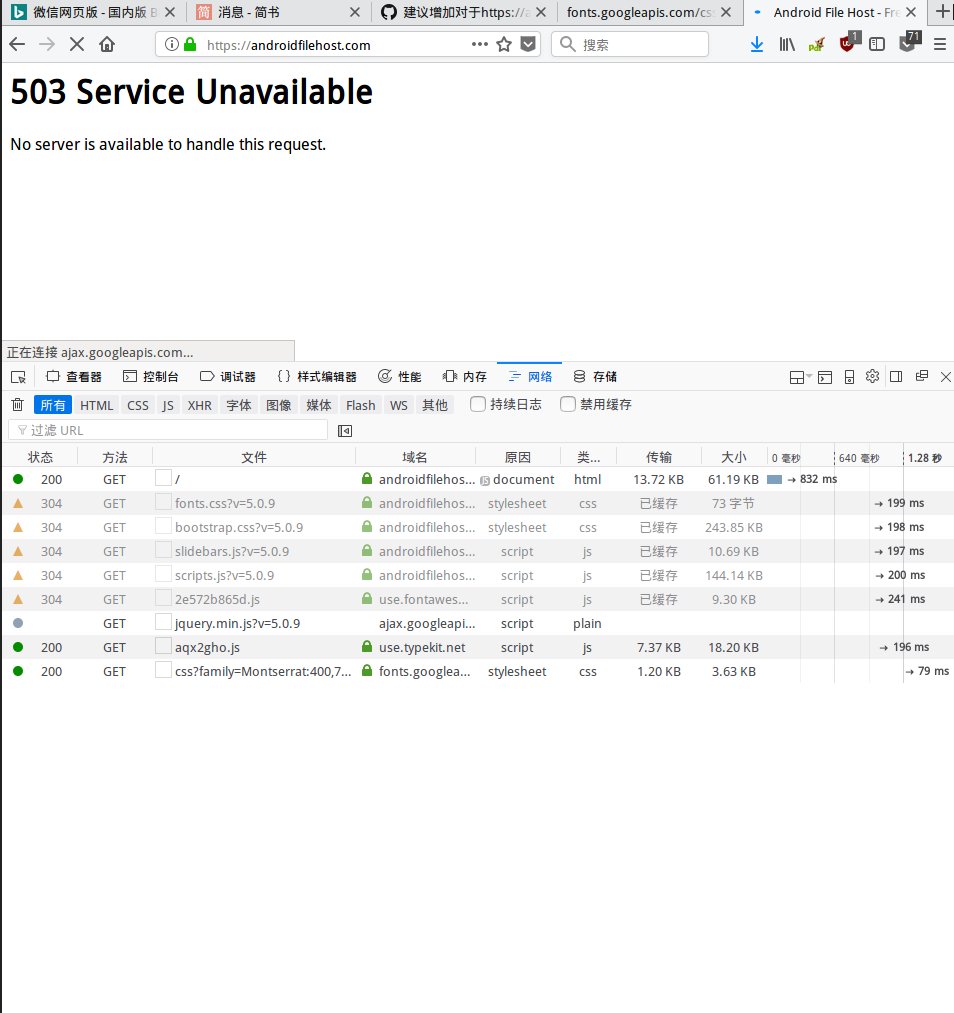 微信网页版 - 国内版 B 消息 - 简书 建议增加对于https://a fonts.googleapis.com/cs Android File Host - Fre
https://androidfilehost.com 搜索 1 71
503 Service Unavailable
No server is available to handle this request.
正在连接 ajax.googleapis.com...
查看器 控制台 调试器 样式编辑器 性能 内存 网络 存储
所有 HTML CSS JS XHR 字体 图像 媒体 Flash WS 其他 持续日志 禁用缓存
过滤 URL
状态 方法 文件 域名 原因 类... 传输 大小 0 毫秒 640 毫秒 1.28 秒
200 GET / androidfilehos... JS document html 13.72 KB 61.19 KB → 832 ms
304 GET fonts.css?v=5.0.9 androidfilehos... stylesheet css 已缓存 73 字节 → 199 ms
304 GET bootstrap.css?v=5.0.9 androidfilehos... stylesheet css 已缓存 243.85 KB → 198 ms
304 GET slidebars.js?v=5.0.9 androidfilehos... script js 已缓存 10.69 KB → 197 ms
304 GET scripts.js?v=5.0.9 androidfilehos... script js 已缓存 144.14 KB → 200 ms
304 GET 2e572b865d.js use.fontawes... script js 已缓存 9.30 KB → 241 ms
GET jquery.min.js?v=5.0.9 ajax.googleapi... script plain
200 GET aqx2gho.js use.typekit.net script js 7.37 KB 18.20 KB → 196 ms
200 GET css?family=Montserrat:400,7... fonts.googlea... stylesheet css 1.20 KB 3.63 KB → 79 ms